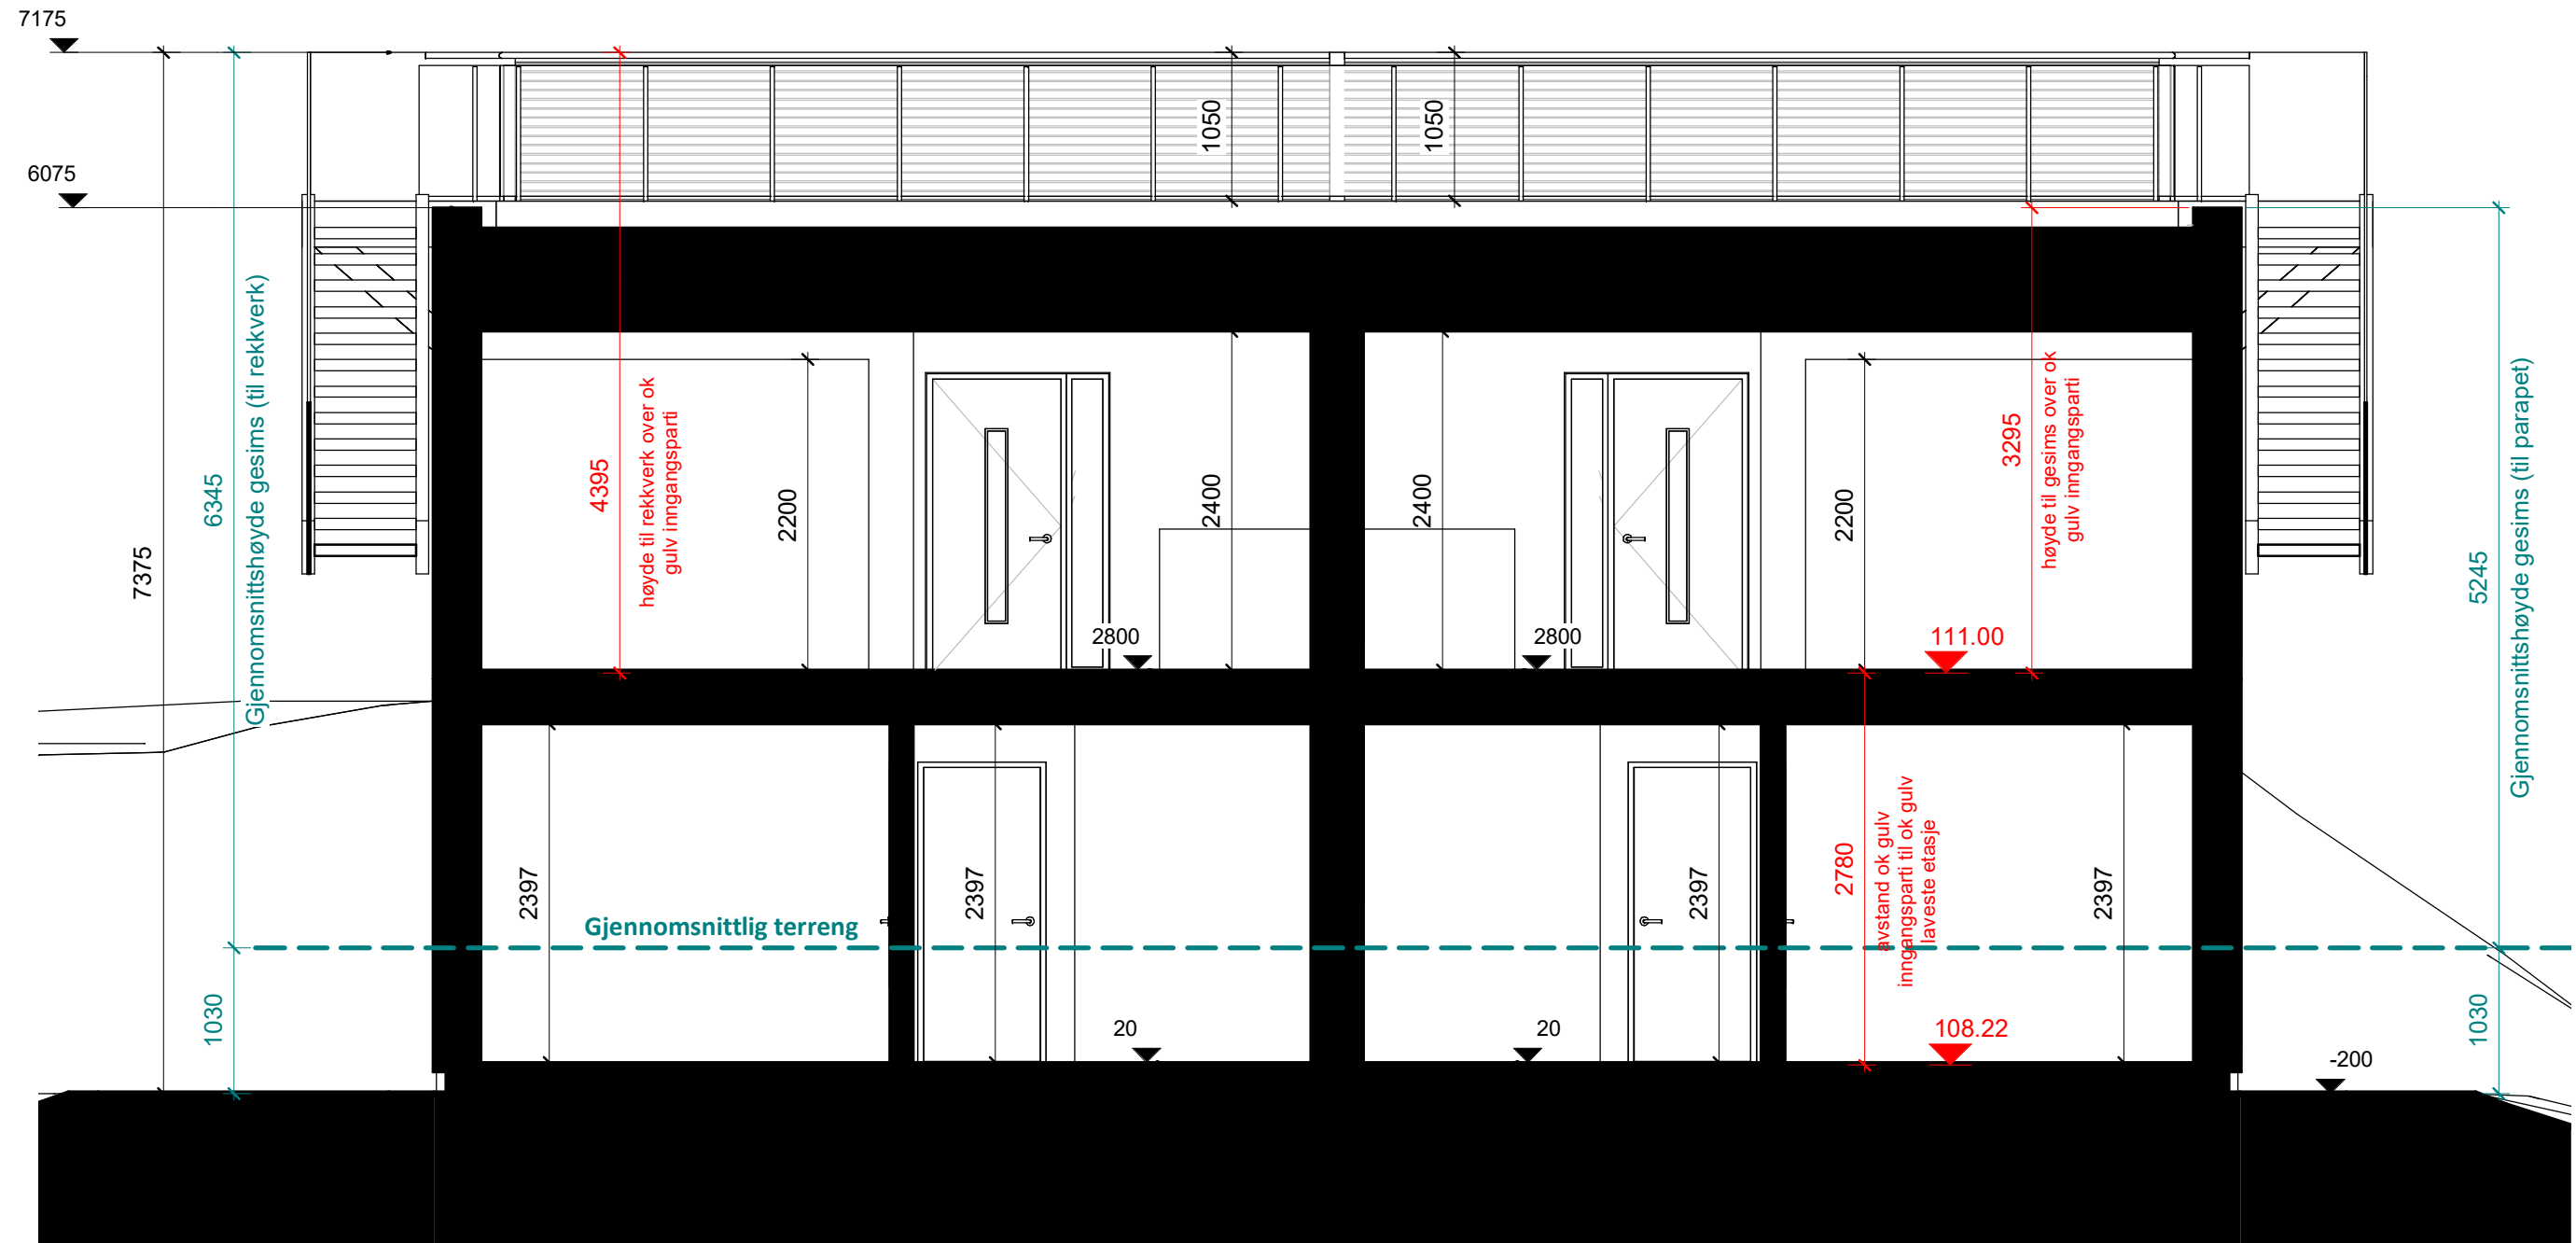 7175
6075
1050
1050
Gjennomsnittshøyde gesims (til rekkverk)
6345
7375
1030
4395
høyde til rekkverk over ok
gulv inngangsparti
2200
2400
2400
2200
3295
høyde til gesims over ok
gulv inngangsparti
5245
Gjennomsnittshøyde gesims (til parapet)
2800
2800
111.00
2397
2397
2397
2780
avstand ok gulv
inngangsparti til ok gulv
laveste etasje
2397
Gjennomsnittlig terreng
20
20
108.22
1030
-200